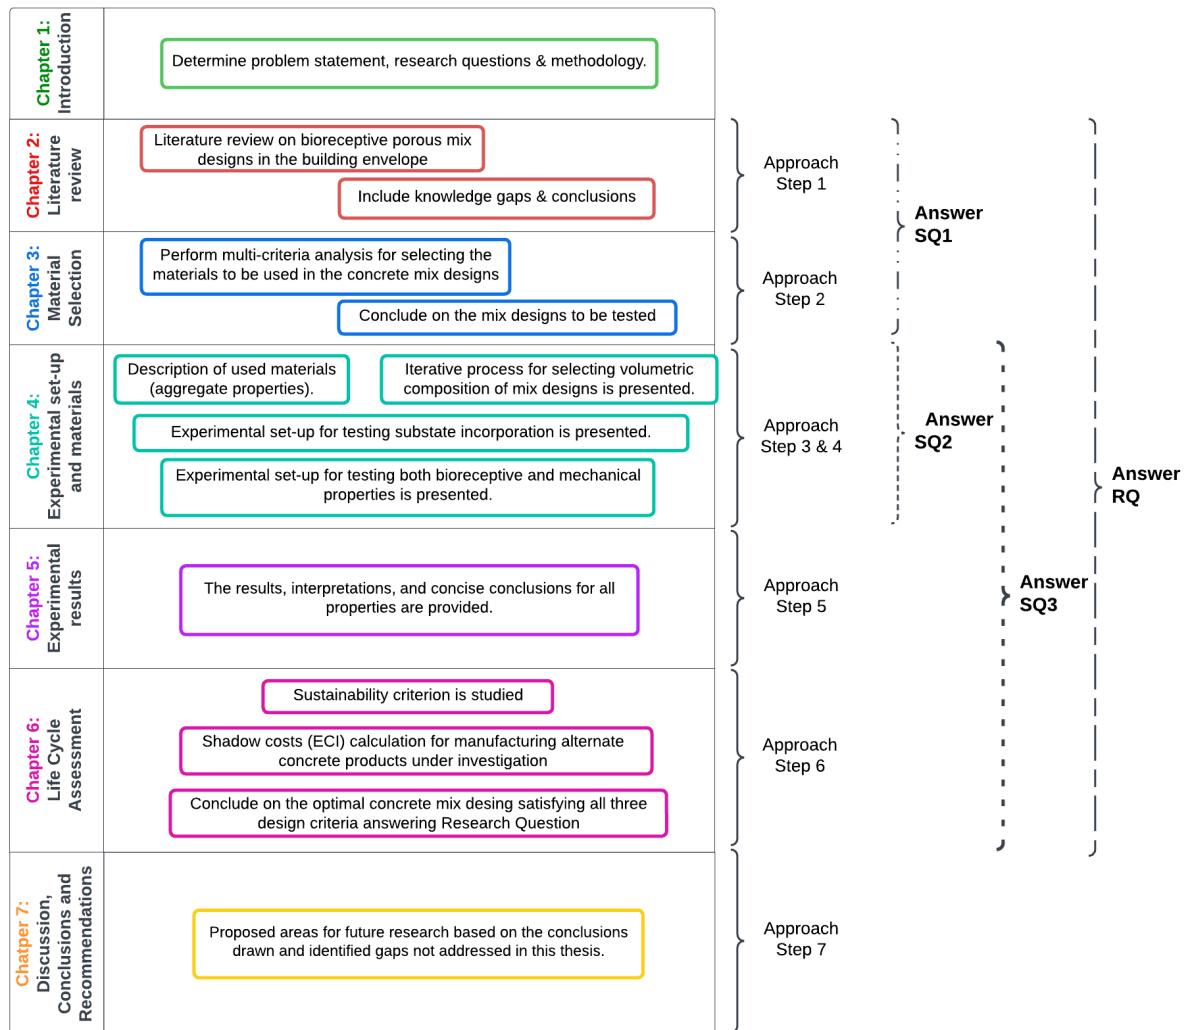 Chapter 1:
Introduction
Determine problem statement, research questions & methodology.
Chapter 2:
Literature
review
Literature review on bioreceptive porous mix
designs in the building envelope
Include knowledge gaps & conclusions
Approach
Step 1
Answer
SQ1
Chapter 3:
Material
Selection
Perform multi-criteria analysis for selecting the
materials to be used in the concrete mix designs
Conclude on the mix designs to be tested
Approach
Step 2
Chapter 4:
Experimental set-up
and materials
Description of used materials
(aggregate properties).
Iterative process for selecting volumetric
composition of mix designs is presented.
Experimental set-up for testing substate incorporation is presented.
Experimental set-up for testing both bioreceptive and mechanical
properties is presented.
Approach
Step 3 & 4
Answer
SQ2
Answer
RQ
Chapter 5:
Experimental
results
The results, interpretations, and concise conclusions for all
properties are provided.
Approach
Step 5
Answer
SQ3
Chapter 6:
Life Cycle
Assessment
Sustainability criterion is studied
Shadow costs (ECI) calculation for manufacturing alternate
concrete products under investigation
Conclude on the optimal concrete mix desing satisfying all three
design criteria answering Research Question
Approach
Step 6
Chatper 7:
Discussion,
Conclusions and
Recommendations
Proposed areas for future research based on the conclusions
drawn and identified gaps not addressed in this thesis.
Approach
Step 7